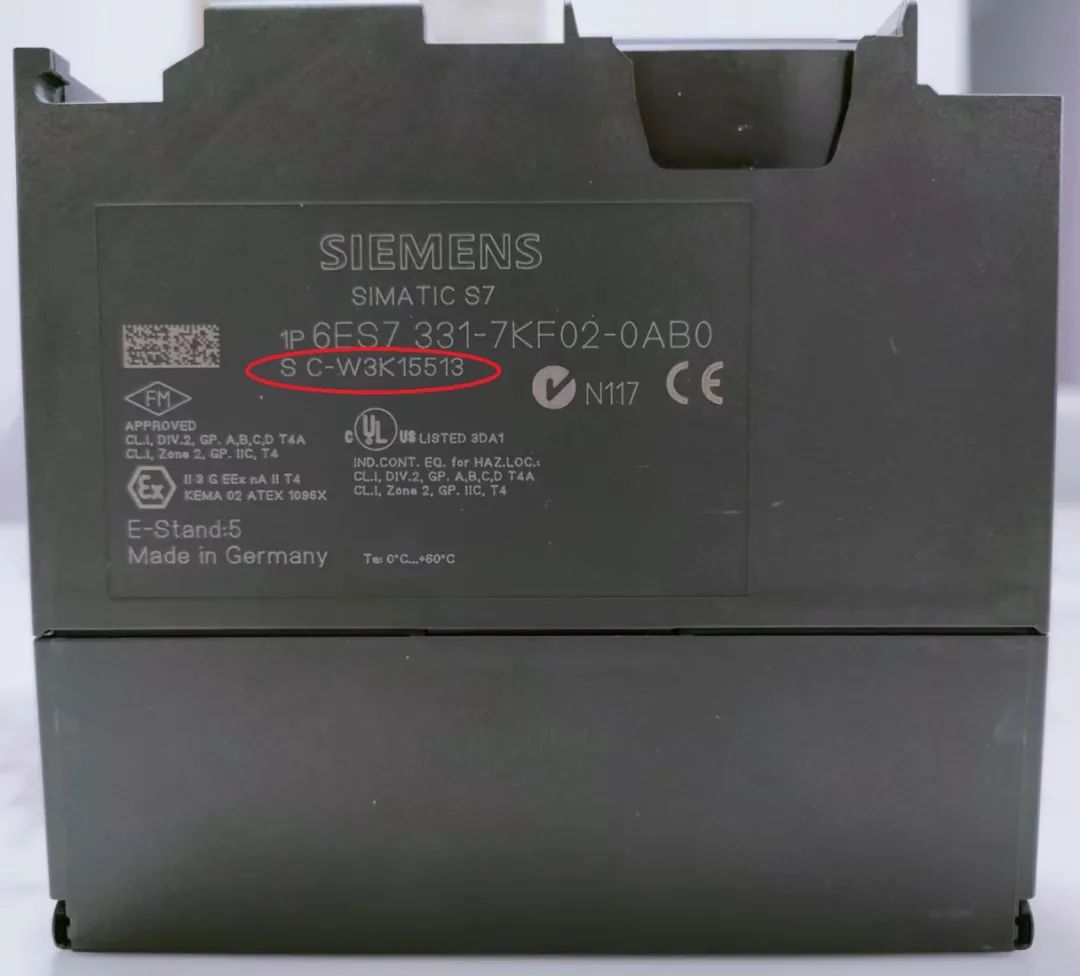 SIEMENS
SIMATIC S7
1P 6ES7 331-7KF02-0AB0
S C-W3K15513
N117 CE
FM
APPROVED
CL.I, DIV.2, GP. A,B,C,D T4A
CL.I, Zone 2, GP. IIC, T4
C UL US LISTED 3DA1
IND.CONT. EQ. for HAZ.LOC.:
CL.I, DIV.2, GP. A,B,C,D T4A
CL.I, Zone 2, GP. IIC, T4
Ex
II 3 G EEx nA II T4
KEMA 02 ATEX 1096X
E-Stand:5
Made in Germany
Ta: 0°C...+60°C